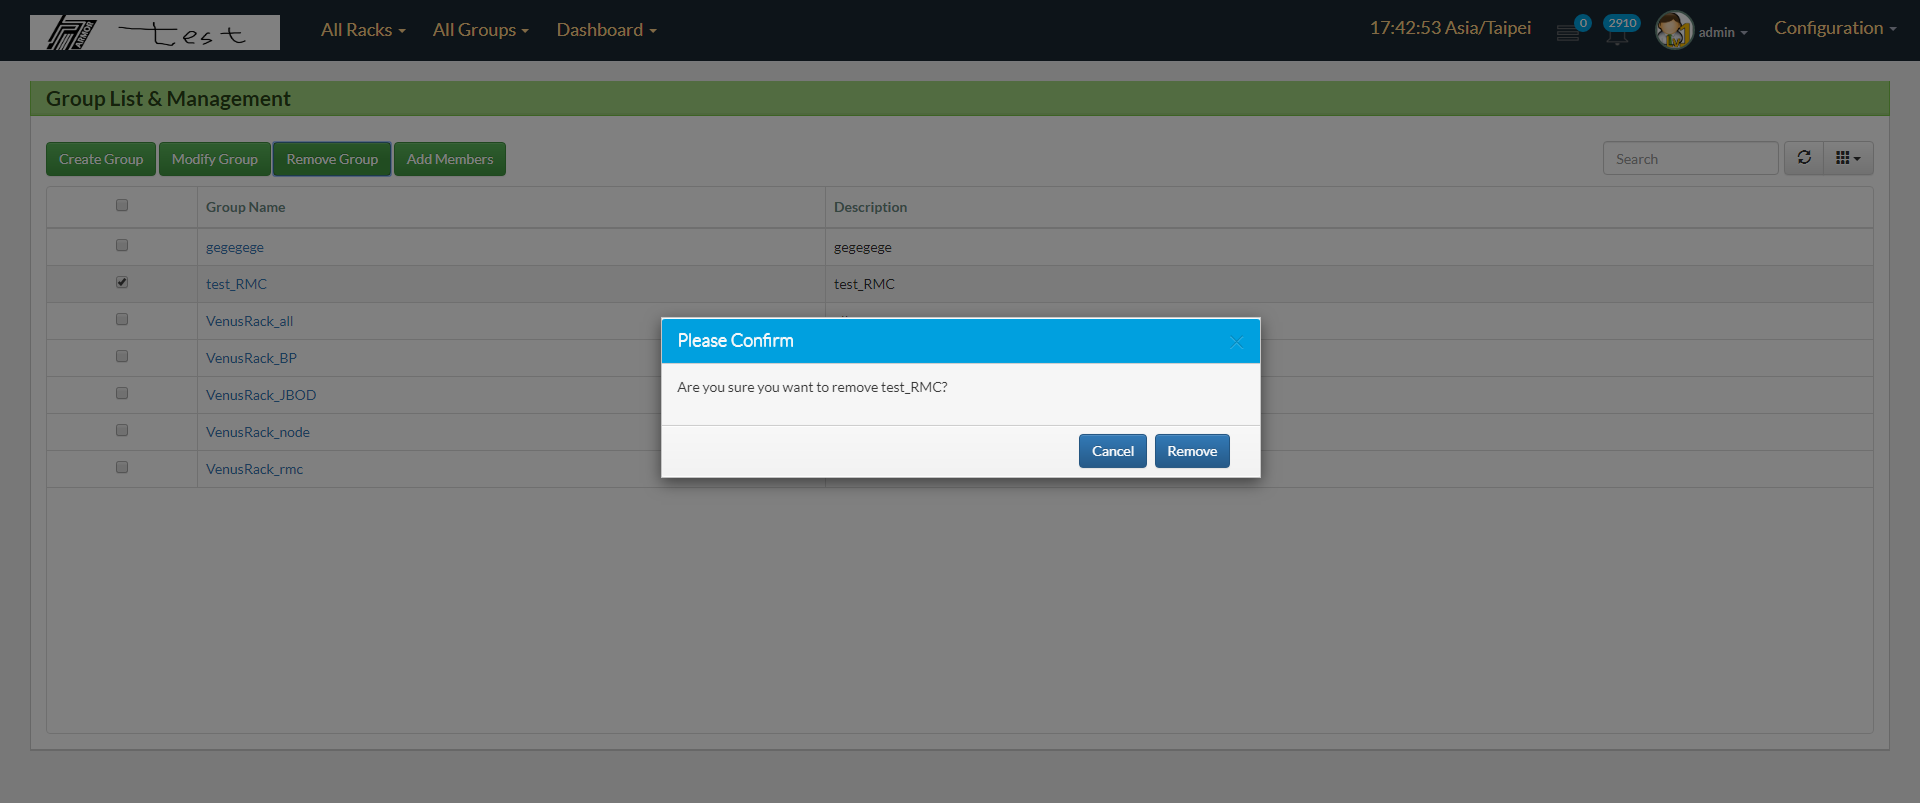 ARMOR test All Racks All Groups Dashboard 17:42:53 Asia/Taipei 0 2910 admin Configuration
Group List & Management
Create Group Modify Group Remove Group Add Members Search
Group Name Description
gegegege gegegege
test_RMC test_RMC
VenusRack_all
VenusRack_BP
VenusRack_JBOD
VenusRack_node
VenusRack_rmc
Please Confirm
Are you sure you want to remove test_RMC?
Cancel Remove